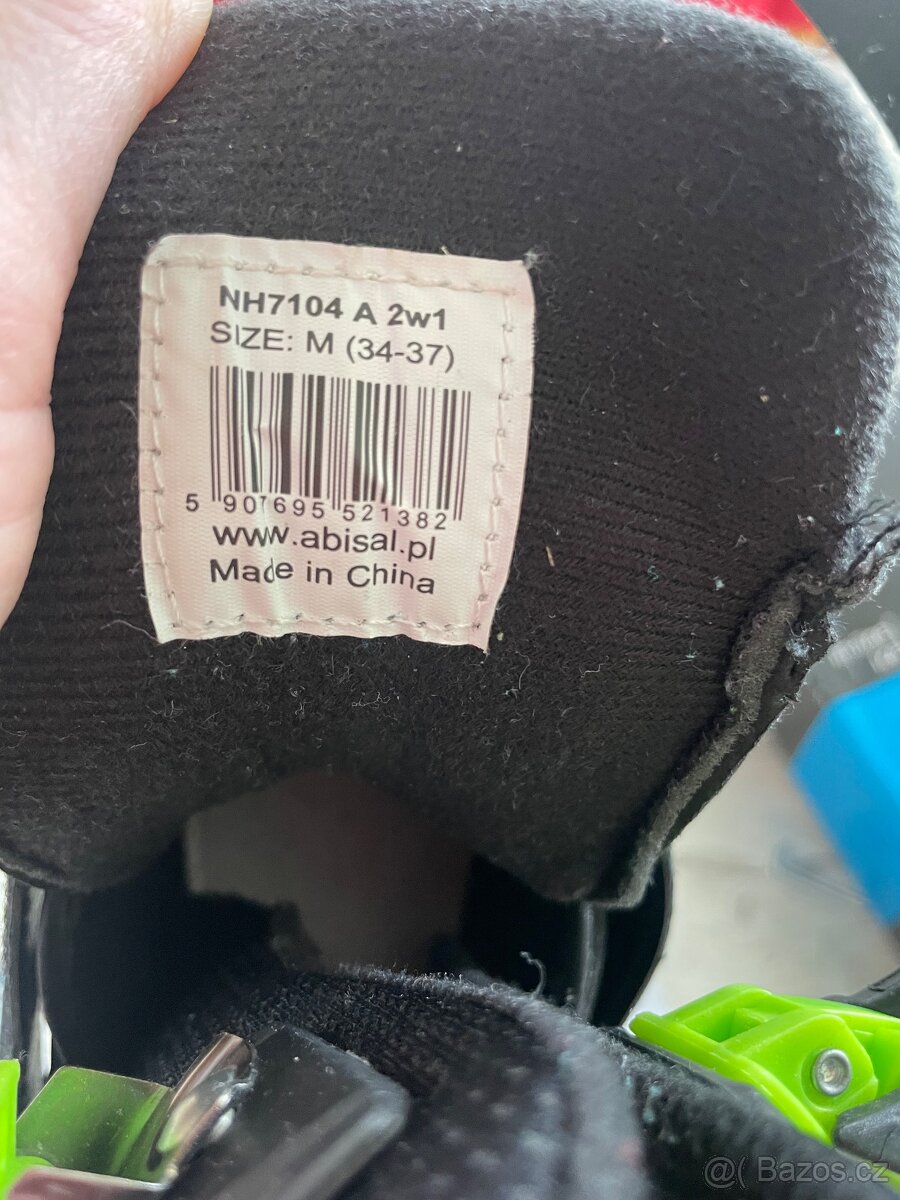 NH7104 A 2w1
SIZE: M (34-37)
5 907695 521382
www.abisal.pl
Made in China
@( Bazos.cz